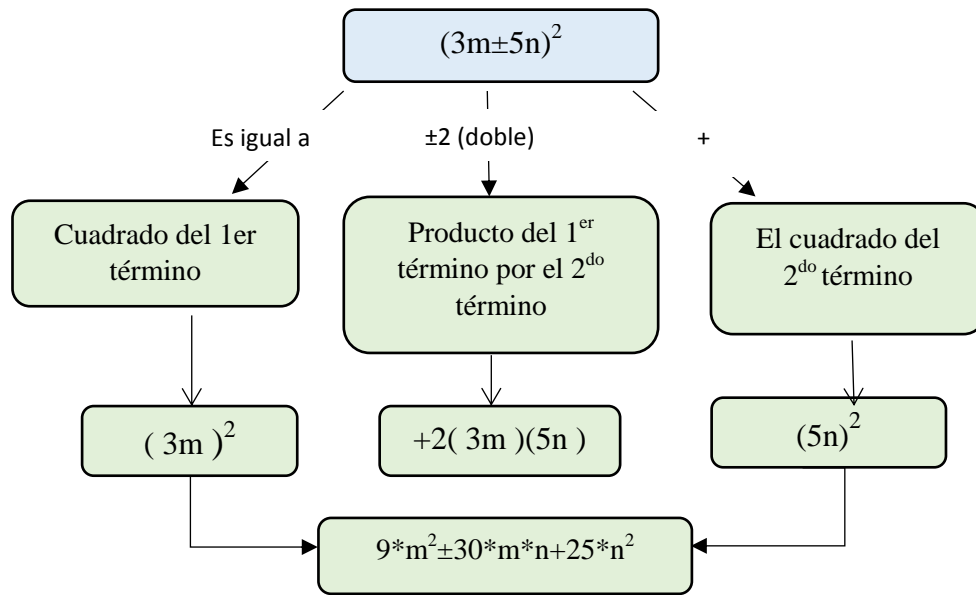 (3m±5n)²
Es igual a
±2 (doble)
+
Cuadrado del 1er
término
Producto del 1ᵉʳ
término por el 2ᵈᵒ
término
El cuadrado del
2ᵈᵒ término
( 3m )²
+2( 3m )(5n )
(5n)²
9*m²±30*m*n+25*n²